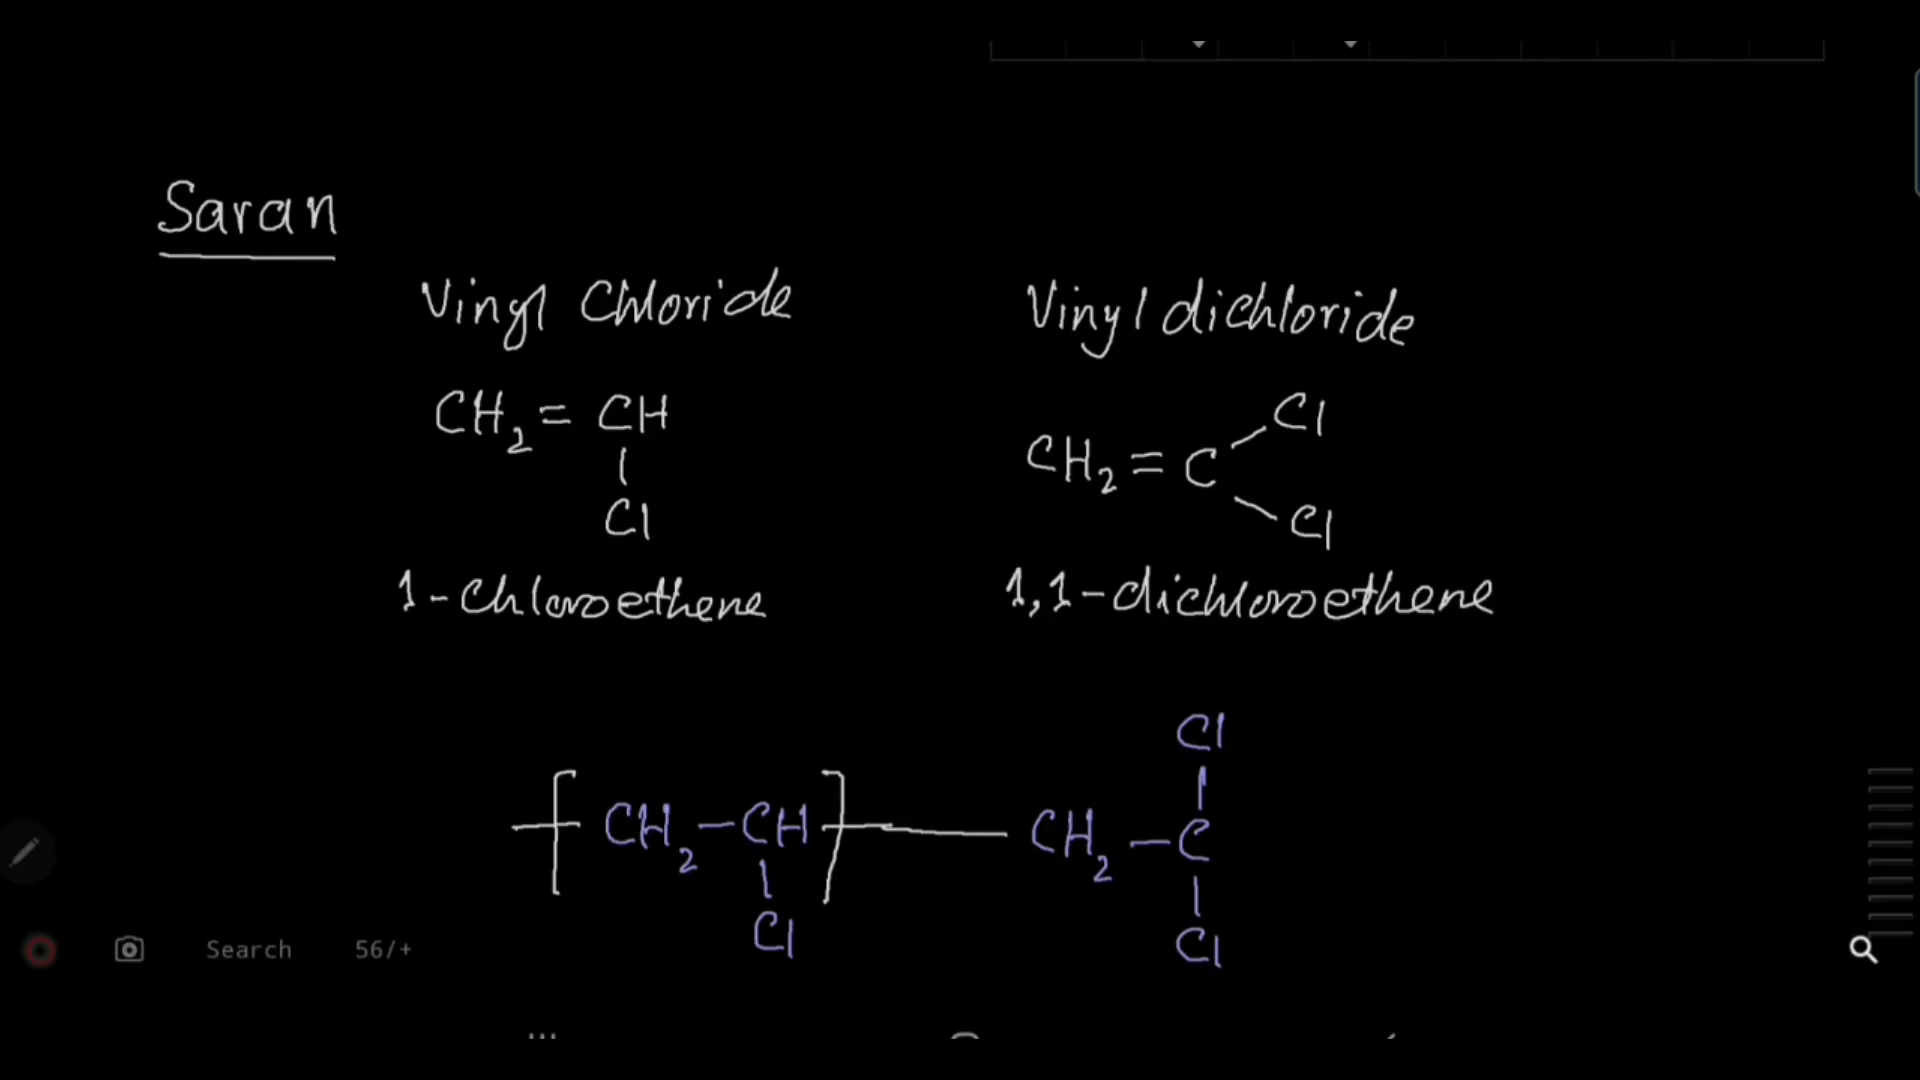 Saran
Vinyl Chloride
Vinyl dichloride
CH2 = CH
Cl
CH2 = C
Cl
Cl
1-Chloroethene
1,1-dichloroethene
[CH2-CH]
Cl
CH2-C
Cl
Cl
Search 56/+